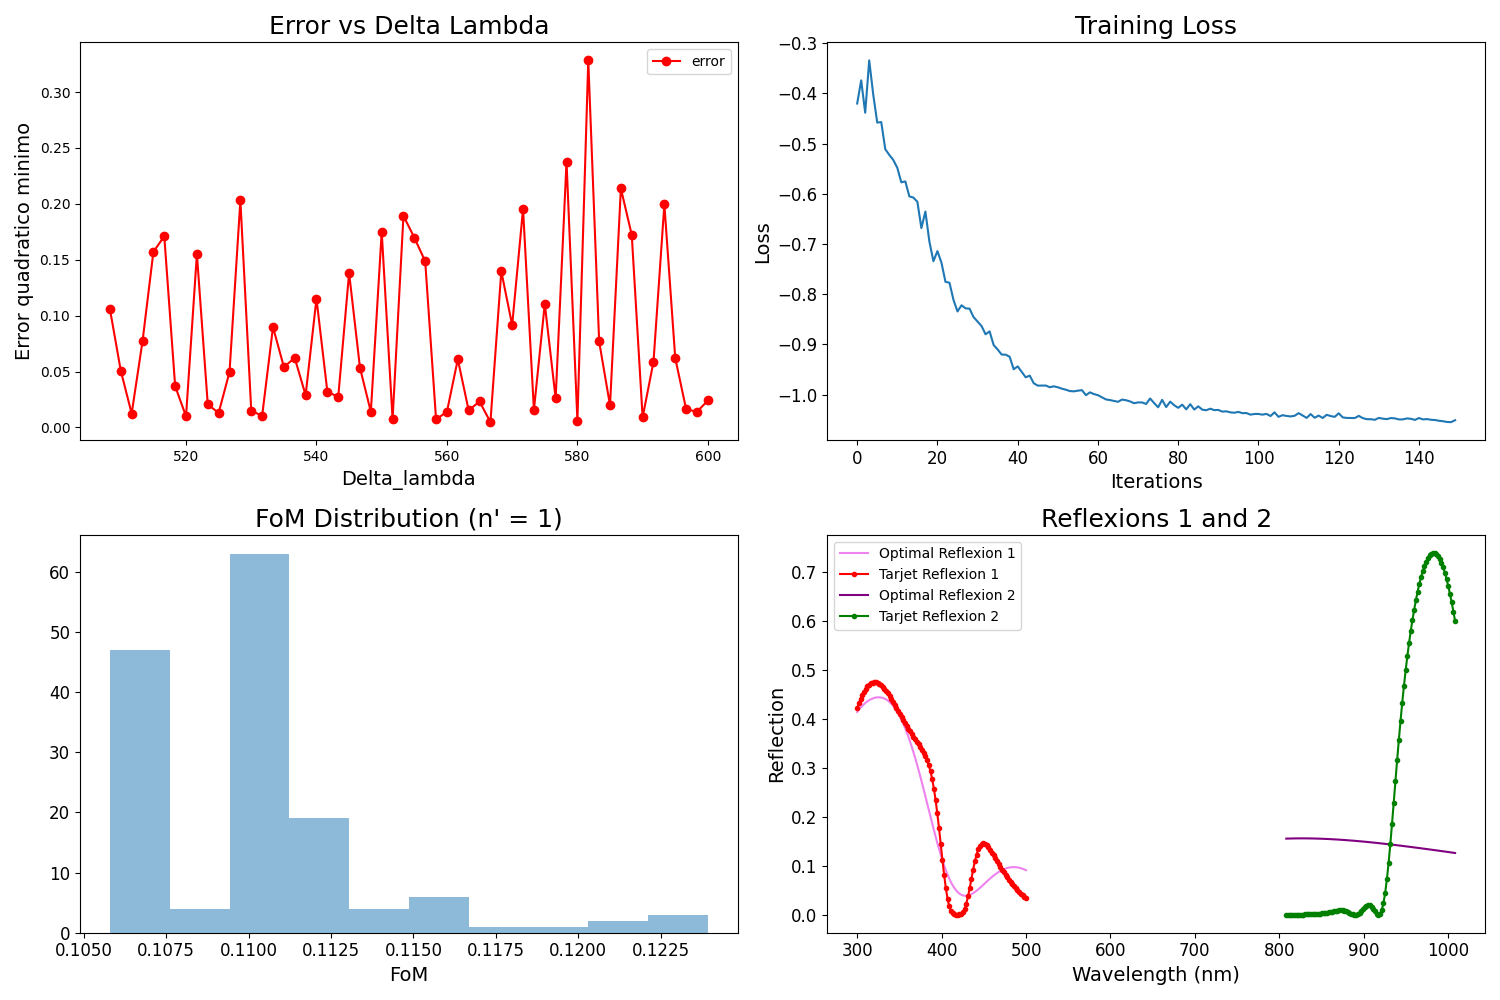 Error vs Delta Lambda
error
Error quadratico minimo
0.30
0.25
0.20
0.15
0.10
0.05
0.00
520 540 560 580 600
Delta_lambda
Training Loss
Loss
−0.3
−0.4
−0.5
−0.6
−0.7
−0.8
−0.9
−1.0
0 20 40 60 80 100 120 140
Iterations
FoM Distribution (n' = 1)
60
50
40
30
20
10
0
0.1050 0.1075 0.1100 0.1125 0.1150 0.1175 0.1200 0.1225
FoM
Reflexions 1 and 2
Optimal Reflexion 1
Tarjet Reflexion 1
Optimal Reflexion 2
Tarjet Reflexion 2
Reflection
0.7
0.6
0.5
0.4
0.3
0.2
0.1
0.0
300 400 500 600 700 800 900 1000
Wavelength (nm)